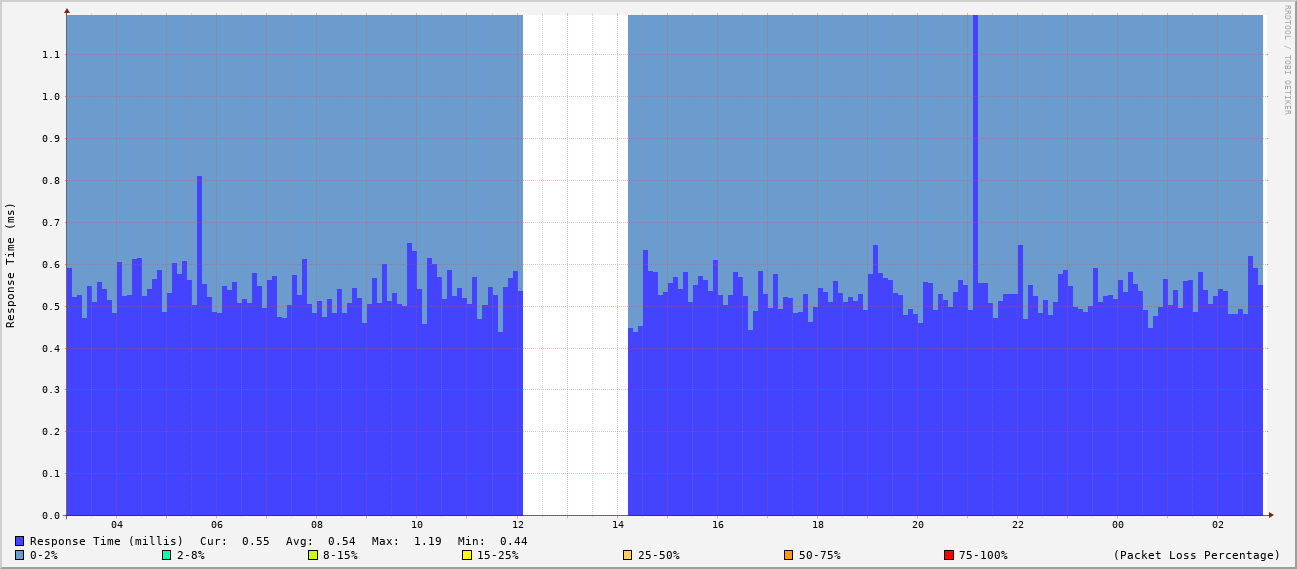 RRDTOOL / TOBI OETIKER
Response Time (ms)
1.1
1.0
0.9
0.8
0.7
0.6
0.5
0.4
0.3
0.2
0.1
0.0
04 06 08 10 12 14 16 18 20 22 00 02
Response Time (millis) Cur: 0.55 Avg: 0.54 Max: 1.19 Min: 0.44
0-2% 2-8% 8-15% 15-25% 25-50% 50-75% 75-100% (Packet Loss Percentage)